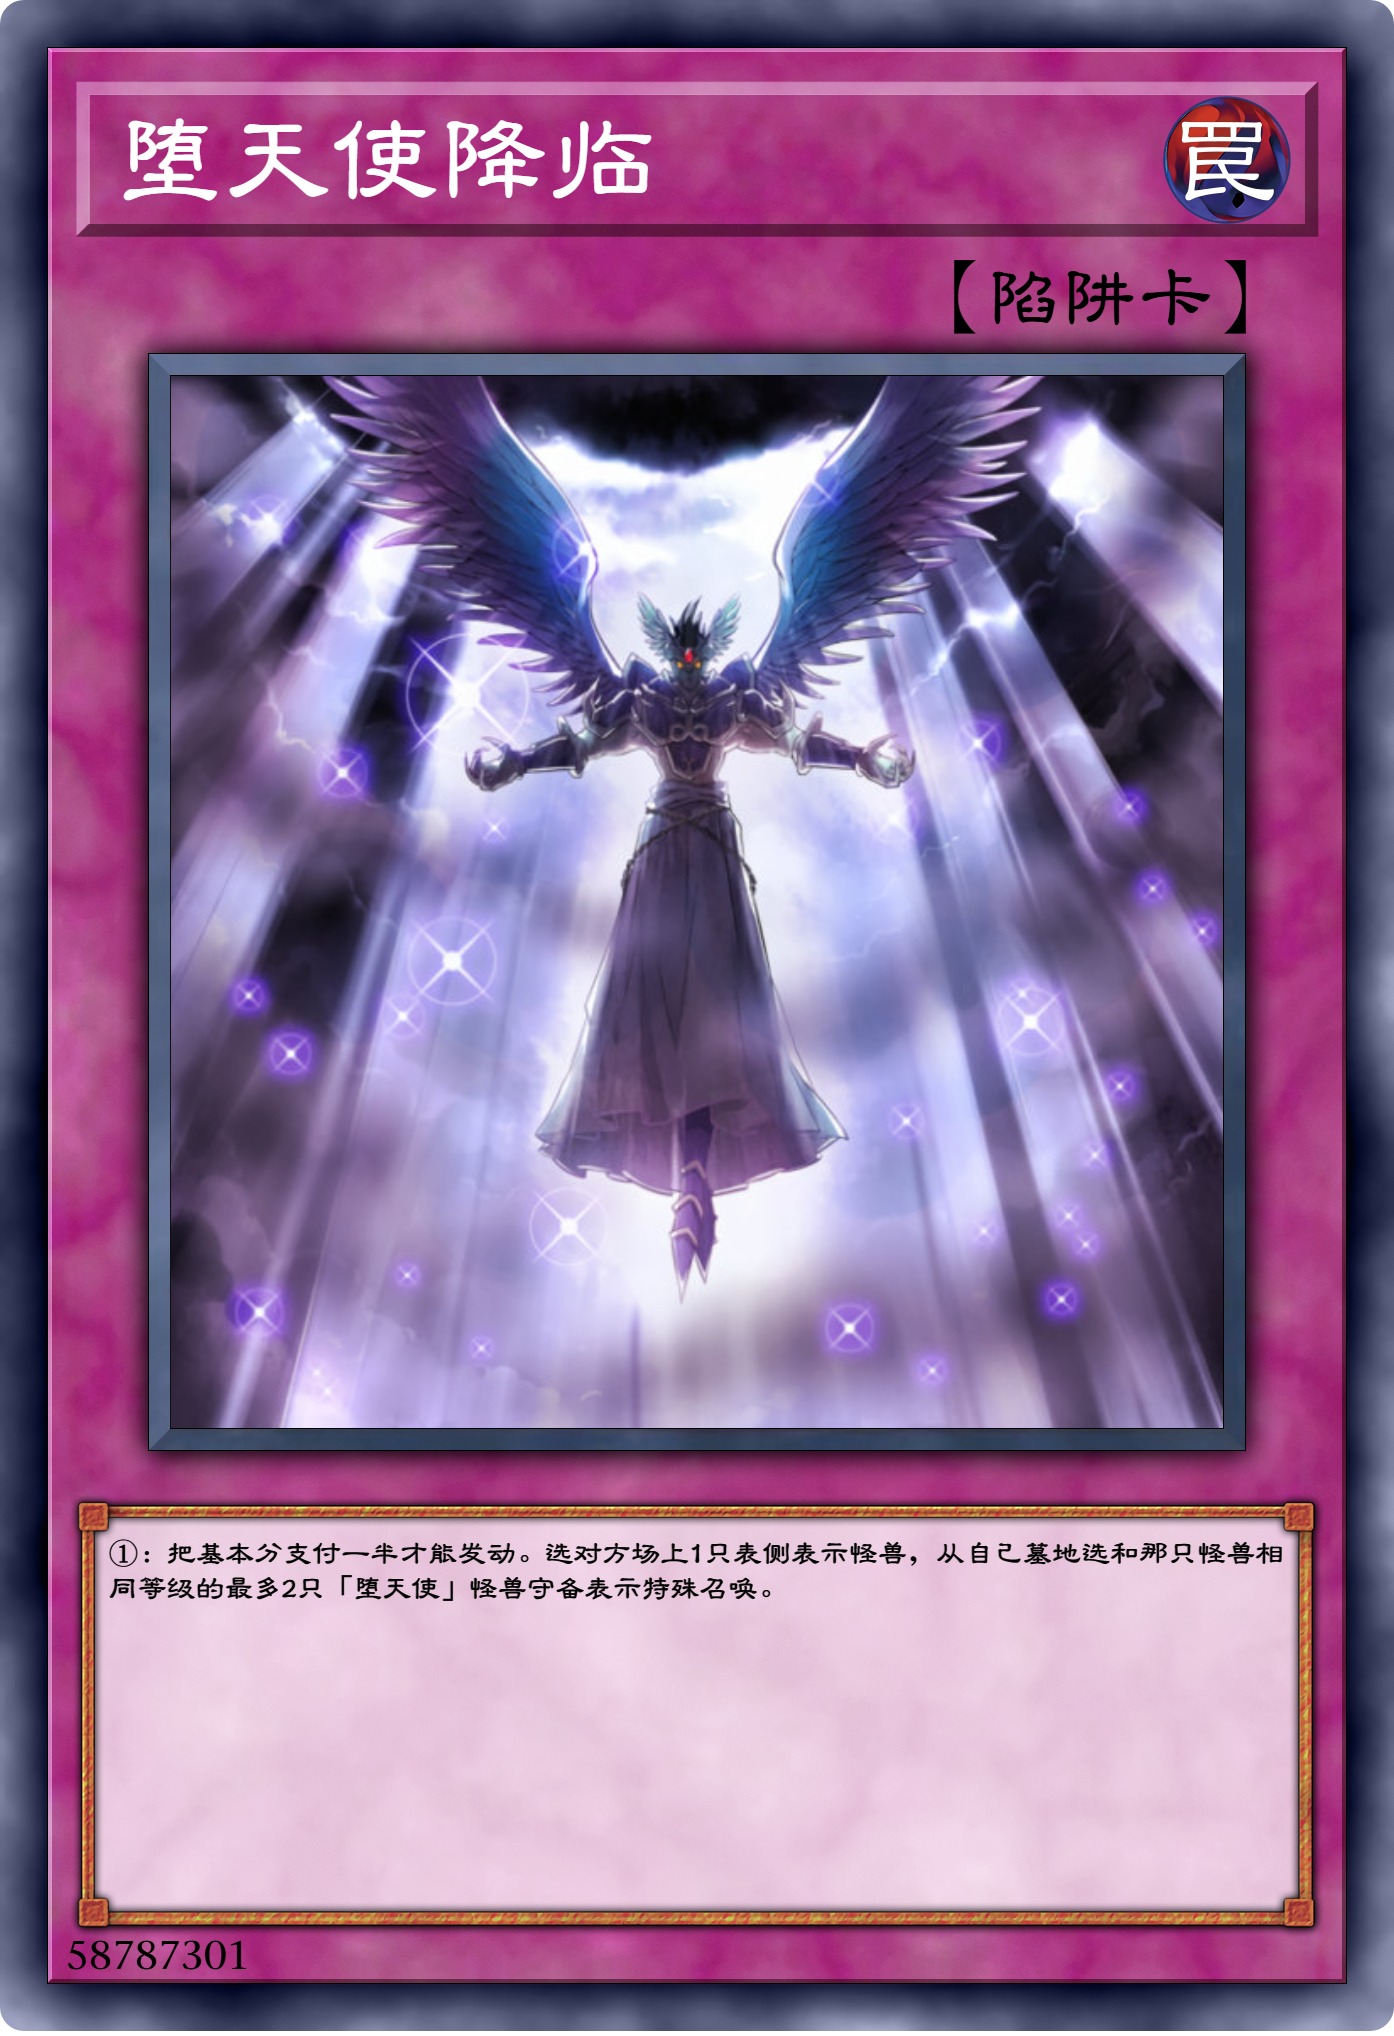 堕天使降临
罠
【陷阱卡】
①：把基本分支付一半才能发动。选对方场上1只表侧表示怪兽，从自己墓地选和那只怪兽相
同等级的最多2只「堕天使」怪兽守备表示特殊召唤。
58787301